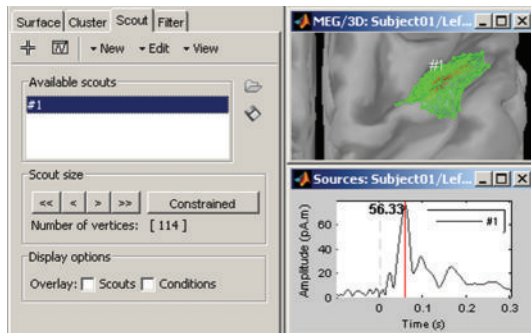 Surface Cluster Scout Filter
New Edit View
Available scouts
#1
Scout size
<< < > >> Constrained
Number of vertices: [ 114 ]
Display options
Overlay: Scouts Conditions
MEG/3D: Subject01/Lef...
#1
Sources: Subject01/Lef...
56.33
#1
60
40
20
0
0 0.1 0.2 0.3
Amplitude (pA.m)
Time (s)